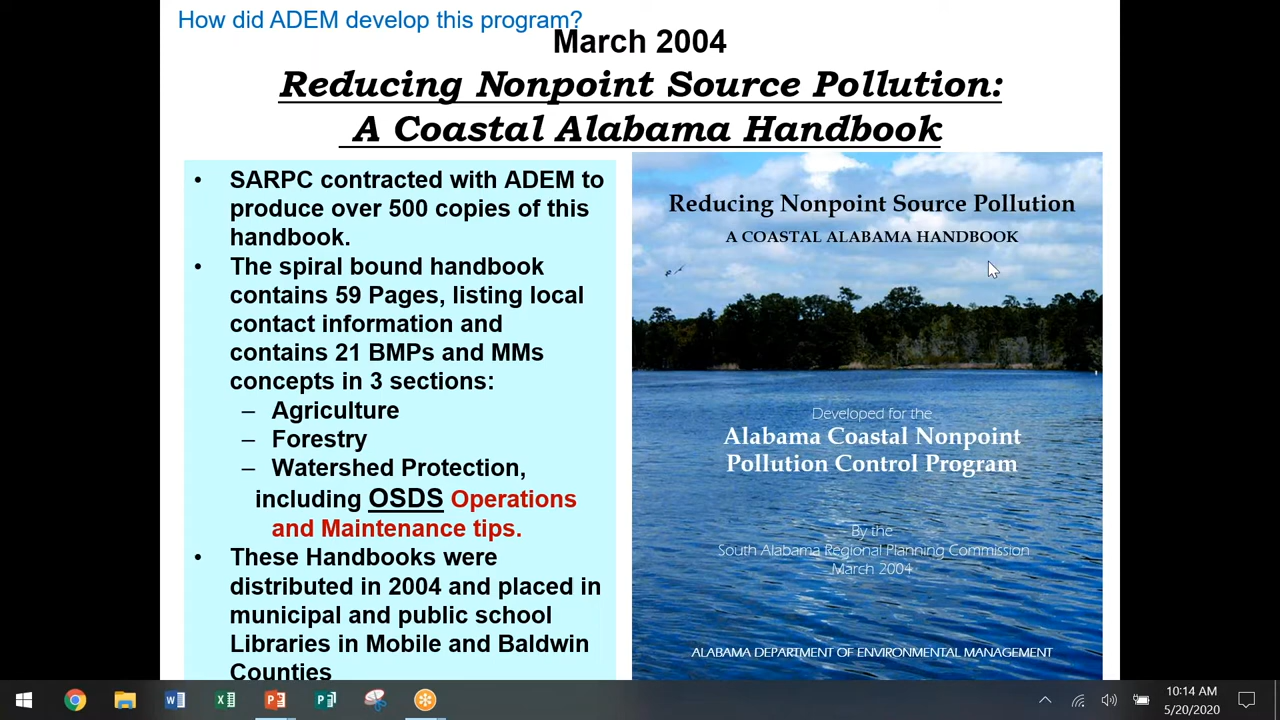 How did ADEM develop this program?
March 2004
Reducing Nonpoint Source Pollution:
A Coastal Alabama Handbook
• SARPC contracted with ADEM to
produce over 500 copies of this
handbook.
• The spiral bound handbook
contains 59 Pages, listing local
contact information and
contains 21 BMPs and MMs
concepts in 3 sections:
– Agriculture
– Forestry
– Watershed Protection,
including OSDS Operations
and Maintenance tips.
• These Handbooks were
distributed in 2004 and placed in
municipal and public school
Libraries in Mobile and Baldwin
Counties
Reducing Nonpoint Source Pollution
A COASTAL ALABAMA HANDBOOK
Developed for the
Alabama Coastal Nonpoint
Pollution Control Program
By the
South Alabama Regional Planning Commission
March 2004
ALABAMA DEPARTMENT OF ENVIRONMENTAL MANAGEMENT
10:14 AM
5/20/2020